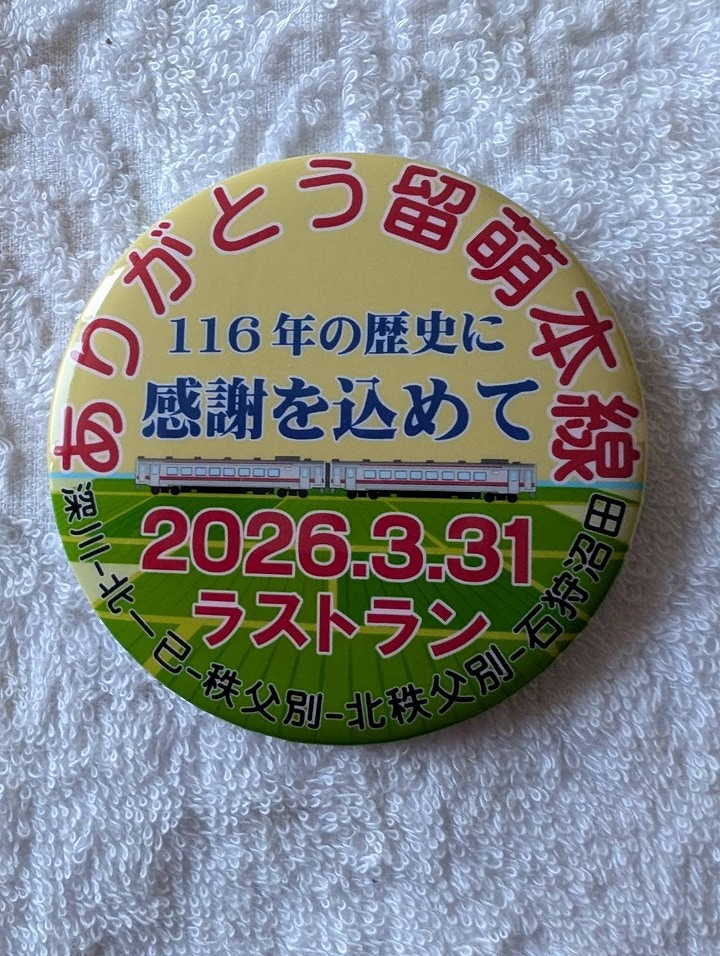 ありがとう留萌本線
116年の歴史に
感謝を込めて
2026.3.31
ラストラン
深川-北一已-秩父別-北秩父別-石狩沼田